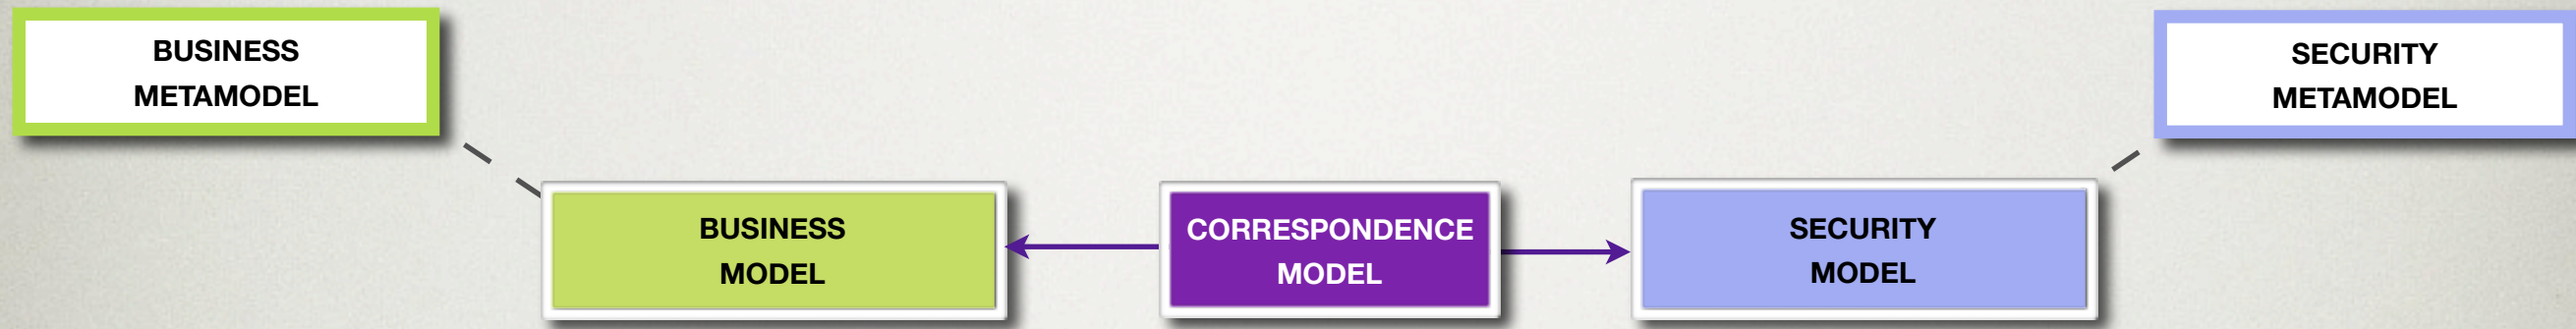 BUSINESS
METAMODEL
SECURITY
METAMODEL
BUSINESS
MODEL
CORRESPONDENCE
MODEL
SECURITY
MODEL